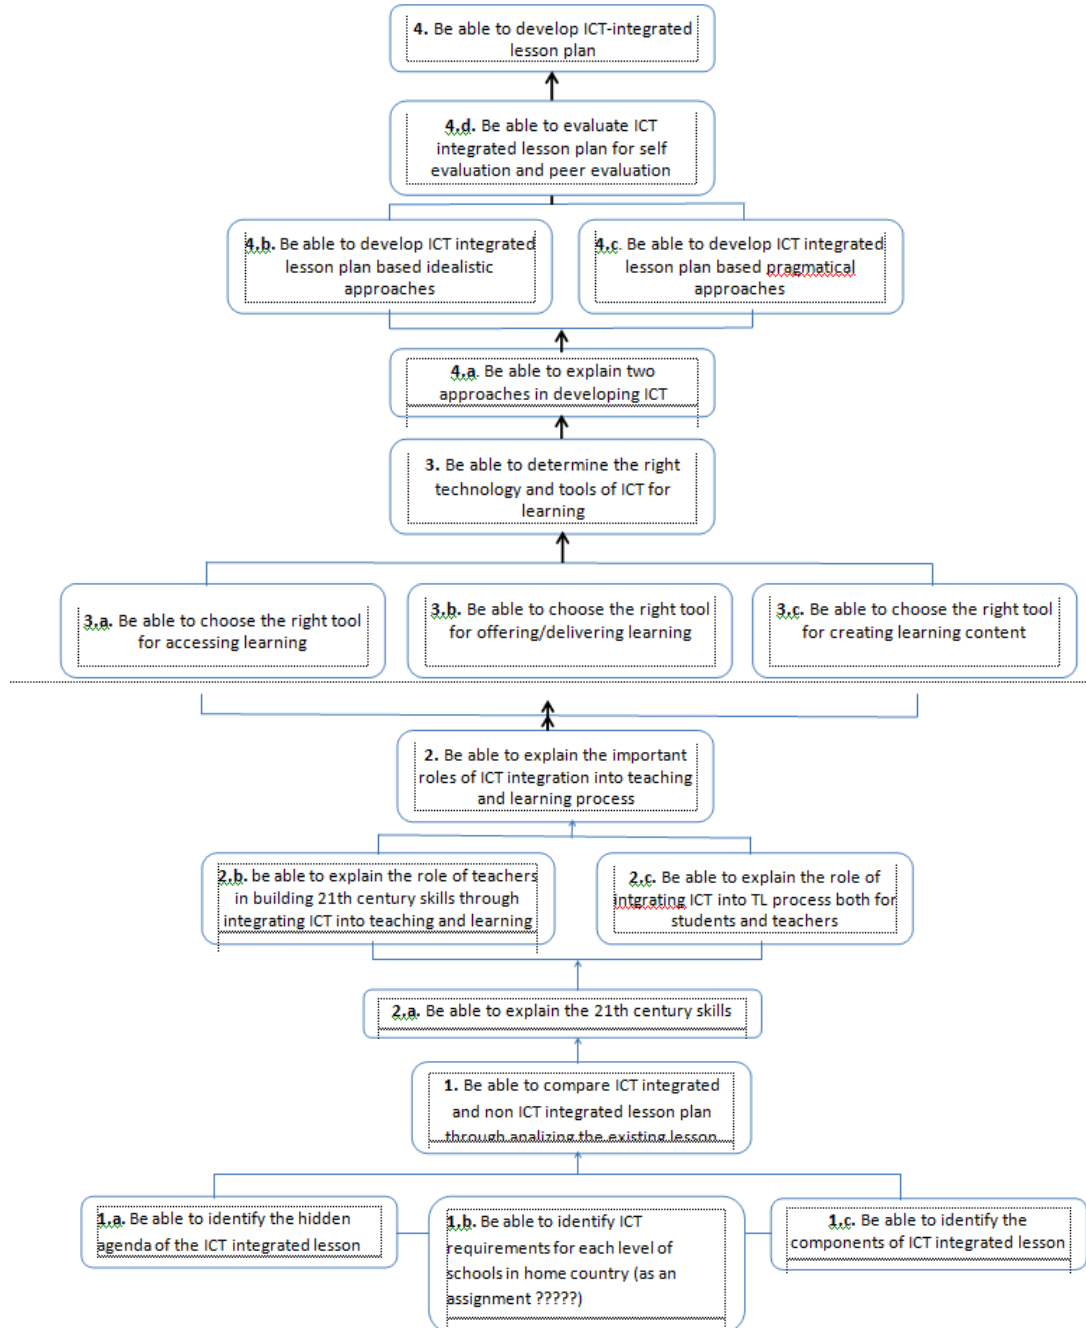 4. Be able to develop ICT-integrated
lesson plan
4.d. Be able to evaluate ICT
integrated lesson plan for self
evaluation and peer evaluation
4.b. Be able to develop ICT integrated
lesson plan based idealistic
approaches
4.c. Be able to develop ICT integrated
lesson plan based pragmatical
approaches
4.a. Be able to explain two
approaches in developing ICT
3. Be able to determine the right
technology and tools of ICT for
learning
3.a. Be able to choose the right tool
for accessing learning
3.b. Be able to choose the right tool
for offering/delivering learning
3.c. Be able to choose the right tool
for creating learning content
2. Be able to explain the important
roles of ICT integration into teaching
and learning process
2.b. be able to explain the role of teachers
in building 21th century skills through
integrating ICT into teaching and learning
2.c. Be able to explain the role of
intgrating ICT into TL process both for
students and teachers
2.a. Be able to explain the 21th century skills
1. Be able to compare ICT integrated
and non ICT integrated lesson plan
through analizing the existing lesson
1.a. Be able to identify the hidden
agenda of the ICT integrated lesson
1.b. Be able to identify ICT
requirements for each level of
schools in home country (as an
assignment ?????)
1.c. Be able to identify the
components of ICT integrated lesson